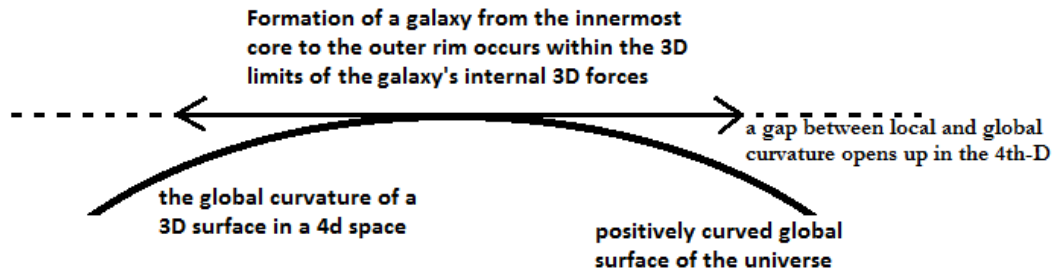 Formation of a galaxy from the innermost
core to the outer rim occurs within the 3D
limits of the galaxy's internal 3D forces
a gap between local and global
curvature opens up in the 4th-D
the global curvature of a
3D surface in a 4d space
positively curved global
surface of the universe